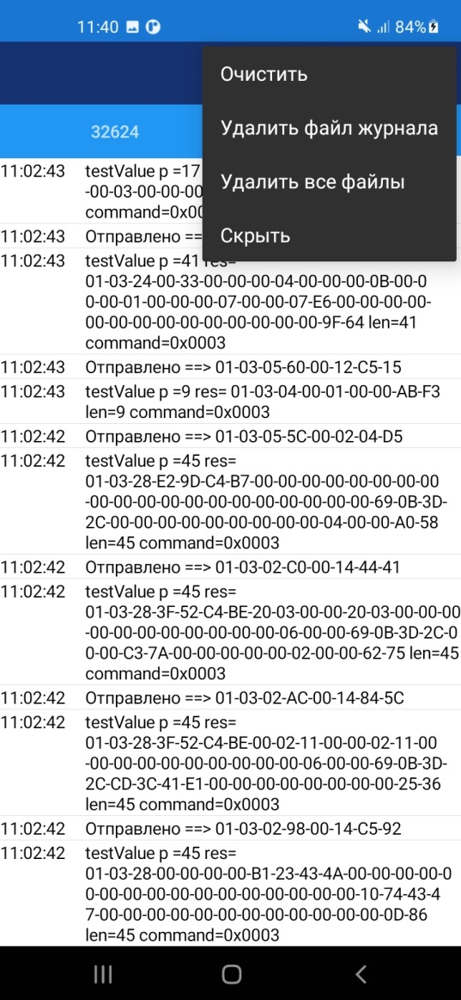 11:40
84%
Очистить
Удалить файл журнала
Удалить все файлы
Скрыть
32624
11:02:43 testValue p =17
-00-03-00-00-00
command=0x00
11:02:43 Отправлено ==
11:02:43 testValue p =41 res=
01-03-24-00-33-00-00-00-04-00-00-00-0B-00-0
0-00-01-00-00-00-07-00-00-07-E6-00-00-00-00-
00-00-00-00-00-00-00-00-00-00-9F-64 len=41
command=0x0003
11:02:43 Отправлено ==> 01-03-05-60-00-12-C5-15
11:02:43 testValue p =9 res= 01-03-04-00-01-00-00-AB-F3
len=9 command=0x0003
11:02:42 Отправлено ==> 01-03-05-5C-00-02-04-D5
11:02:42 testValue p =45 res=
01-03-28-E2-9D-C4-B7-00-00-00-00-00-00-00-00
-00-00-00-00-00-00-00-00-00-00-00-00-69-0B-3D-
2C-00-00-00-00-00-00-00-00-00-04-00-00-A0-58
len=45 command=0x0003
11:02:42 Отправлено ==> 01-03-02-C0-00-14-44-41
11:02:42 testValue p =45 res=
01-03-28-3F-52-C4-BE-20-03-00-00-20-03-00-00-00
-00-00-00-00-00-00-00-00-06-00-00-69-0B-3D-2C-0
0-00-C3-7A-00-00-00-00-00-02-00-00-62-75 len=45
command=0x0003
11:02:42 Отправлено ==> 01-03-02-AC-00-14-84-5C
11:02:42 testValue p =45 res=
01-03-28-3F-52-C4-BE-00-02-11-00-00-02-11-00
-00-00-00-00-00-00-00-00-00-06-00-00-69-0B-3D-
2C-CD-3C-41-E1-00-00-00-00-00-00-00-00-25-36
len=45 command=0x0003
11:02:42 Отправлено ==> 01-03-02-98-00-14-C5-92
11:02:42 testValue p =45 res=
01-03-28-00-00-00-00-B1-23-43-4A-00-00-00-00-0
0-00-00-00-00-00-00-00-00-00-00-00-10-74-43-4
7-00-00-00-00-00-00-00-00-00-00-00-00-0D-86
len=45 command=0x0003